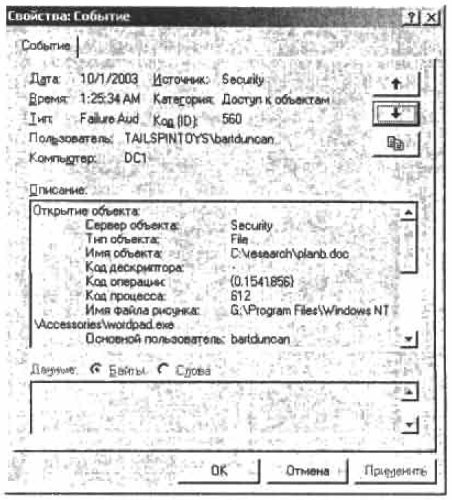 Свойства: Событие
Событие
Дата: 10/1/2003 Источник: Security
Время: 1:25:34 AM Категория: Доступ к объектам
Тип: Failure Aud Код (ID): 560
Пользователь: TAILSPINTOYS\bartduncan
Компьютер: DC1
Описание:
Открытие объекта:
Сервер объекта: Security
Тип объекта: File
Имя объекта: C:\research\planb.doc
Код дескриптора: -
Код операции: {0,1541856}
Код процесса: 612
Имя файла рисунка: G:\Program Files\Windows NT
\Accessories\wordpad.exe
Основной пользователь: bartduncan
Данные: Байты Слова
OK Отмена Применить